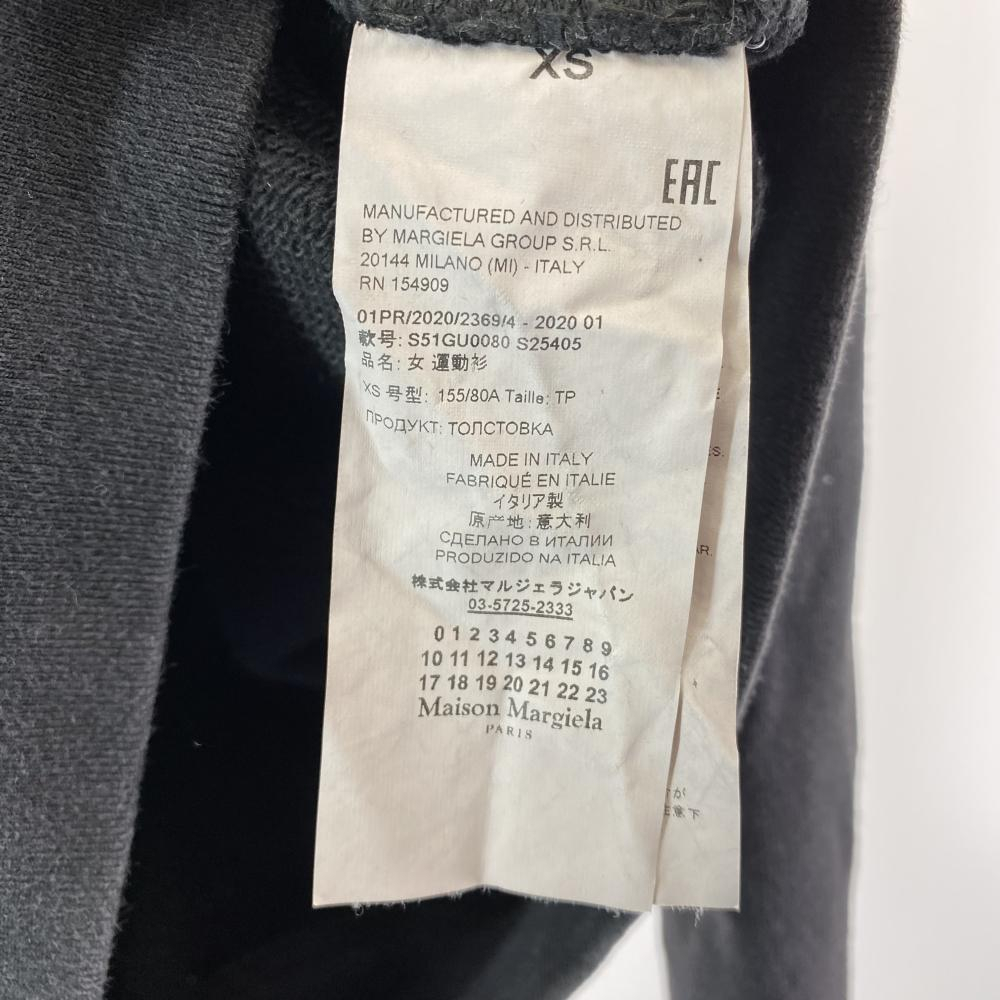 XS
EAC
MANUFACTURED AND DISTRIBUTED
BY MARGIELA GROUP S.R.L.
20144 MILANO (MI) - ITALY
RN 154909
01PR/2020/2369/4 - 2020 01
款号: S51GU0080 S25405
品名: 女 運動衫
XS 号型: 155/80A Taille: TP
ПРОДУКТ: ТОЛСТОВКА
MADE IN ITALY
FABRIQUÉ EN ITALIE
イタリア製
原产地: 意大利
СДЕЛАНО В ИТАЛИИ
PRODUZIDO NA ITALIA
株式会社マルジェラジャパン
03-5725-2333
0 1 2 3 4 5 6 7 8 9
10 11 12 13 14 15 16
17 18 19 20 21 22 23
Maison Margiela
PARIS